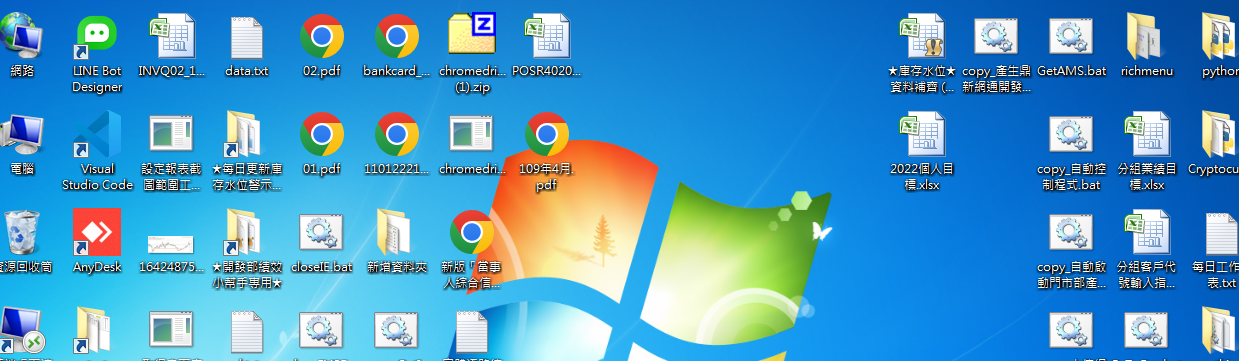 網路
LINE Bot
Designer
INVQ02_1...
data.txt
02.pdf
bankcard_...
chromedri...
(1).zip
POSR4020...
★庫存水位★
資料補齊 (...
copy_產生鼎
新網通開發...
GetAMS.bat
richmenu
python
電腦
Visual
Studio Code
設定報表截
圖範圍工...
★每日更新庫
存水位警示...
01.pdf
11012221...
chromedri...
109年4月.
pdf
2022個人目
標.xlsx
copy_自動控
制程式.bat
分組業績目
標.xlsx
Cryptocu
資源回收筒
AnyDesk
16424875...
★開發部績效
小幫手專用★
closeIE.bat
新增資料夾
新版「當事
人綜合信...
copy_自動啟
動門市部產...
分組客戶代
號輸入指...
每日工作
表.txt